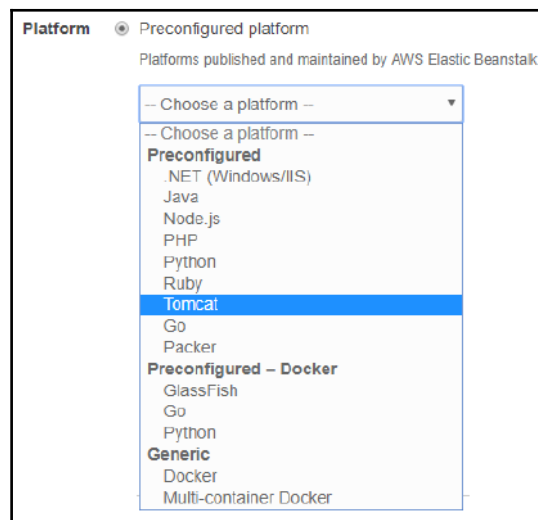 Platform Preconfigured platform
Platforms published and maintained by AWS Elastic Beanstalk
-- Choose a platform --
-- Choose a platform --
Preconfigured
.NET (Windows/IIS)
Java
Node.js
PHP
Python
Ruby
Tomcat
Go
Packer
Preconfigured – Docker
GlassFish
Go
Python
Generic
Docker
Multi-container Docker